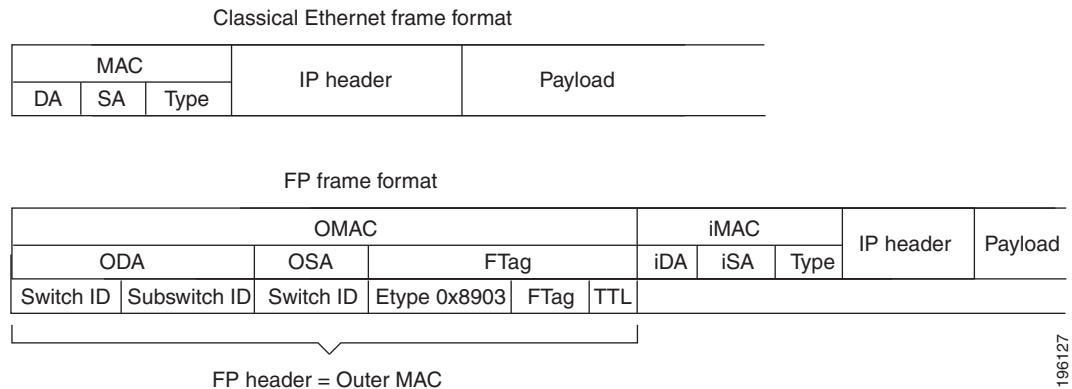 Classical Ethernet frame format
MAC
IP header
Payload
DA SA Type
FP frame format
OMAC
iMAC
IP header
Payload
ODA OSA FTag iDA iSA Type
Switch ID Subswitch ID Switch ID Etype 0x8903 FTag TTL
FP header = Outer MAC
196127